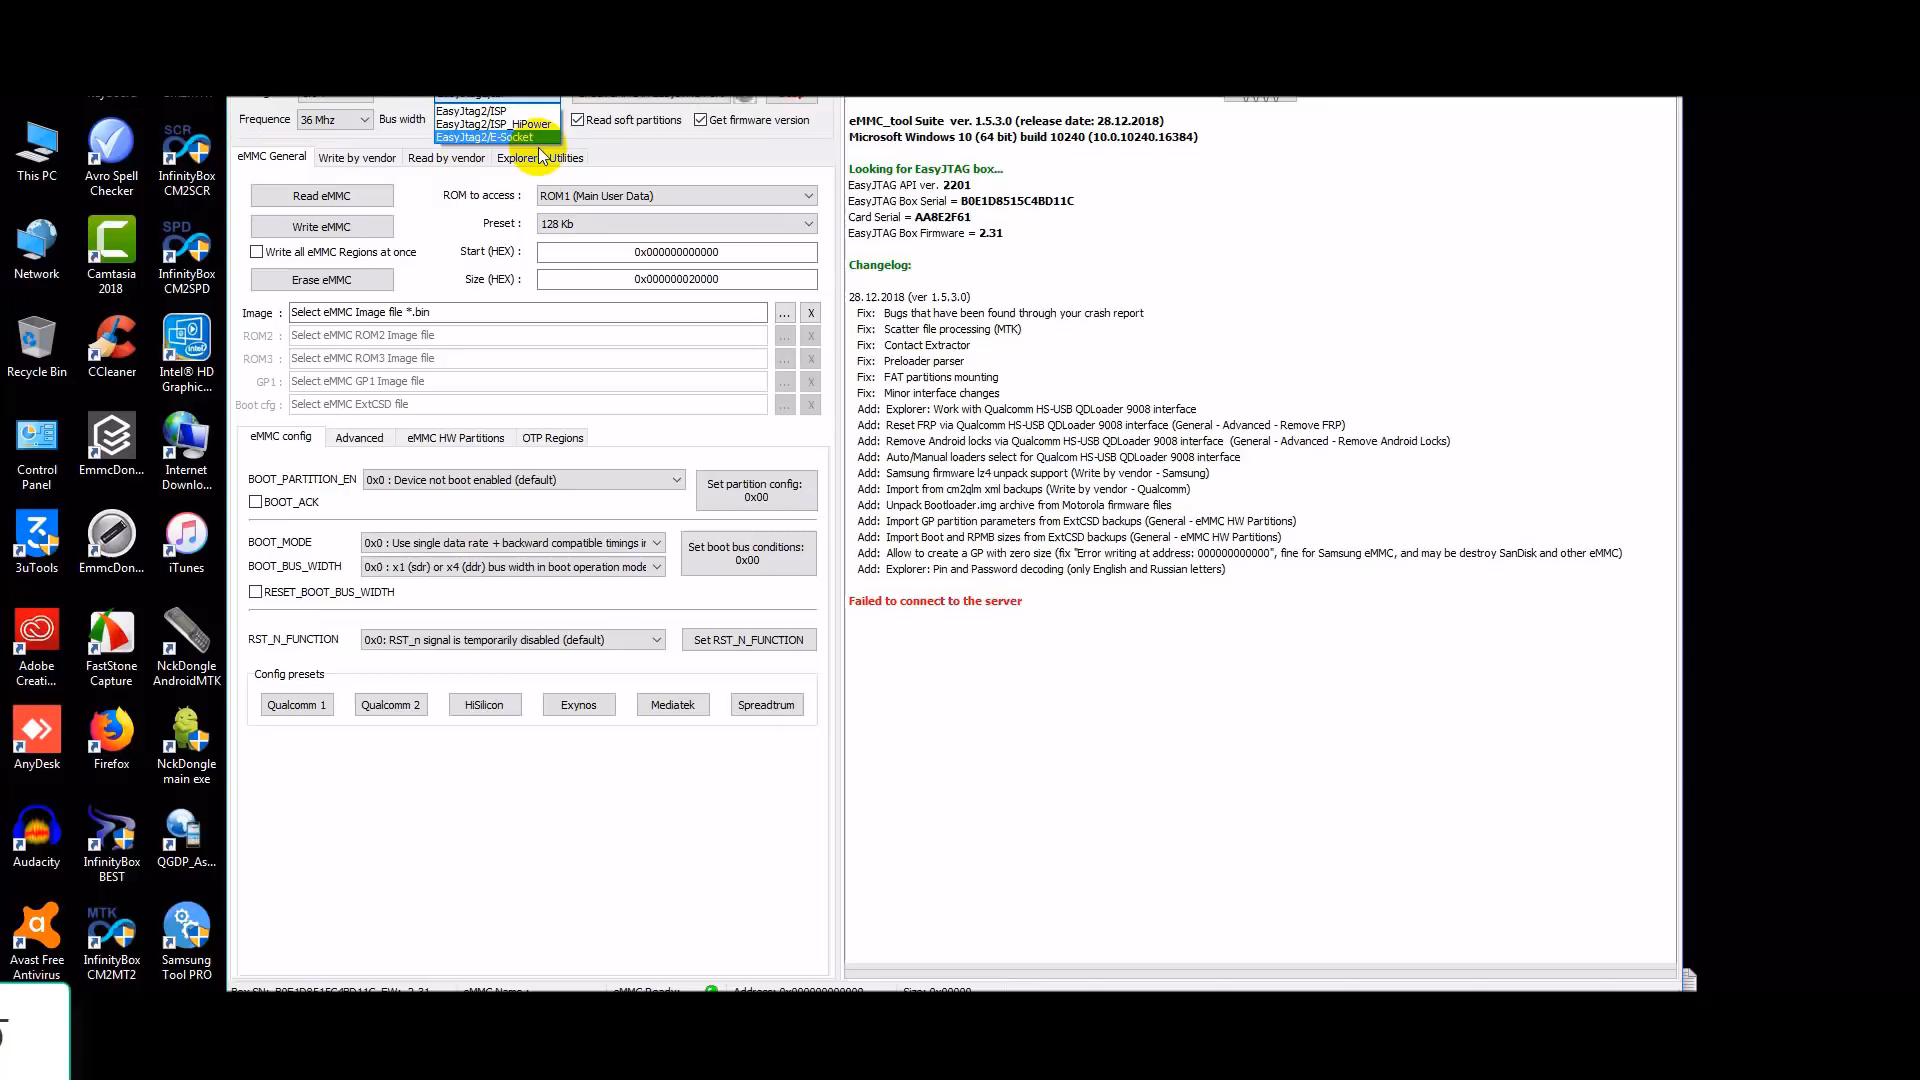 EasyJtag2/ISP
EasyJtag2/ISP_HiPower
EasyJtag2/E-Socket
Frequence 36 Mhz Bus width Read soft partitions Get firmware version
eMMC General Write by vendor Read by vendor Explorer Utilities
Read eMMC ROM to access : ROM1 (Main User Data)
Write eMMC Preset : 128 Kb
Write all eMMC Regions at once Start (HEX) : 0x000000000000
Erase eMMC Size (HEX) : 0x000000020000
Image : Select eMMC Image file *.bin ... X
ROM2 : Select eMMC ROM2 Image file ... X
ROM3 : Select eMMC ROM3 Image file ... X
GP1 : Select eMMC GP1 Image file ... X
Boot cfg : Select eMMC ExtCSD file ... X
eMMC config Advanced eMMC HW Partitions OTP Regions
BOOT_PARTITION_EN 0x0 : Device not boot enabled (default)
Set partition config:
0x00
BOOT_ACK
BOOT_MODE 0x0 : Use single data rate + backward compatible timings ir
Set boot bus conditions:
0x00
BOOT_BUS_WIDTH 0x0 : x1 (sdr) or x4 (ddr) bus width in boot operation mode
RESET_BOOT_BUS_WIDTH
RST_N_FUNCTION 0x0: RST_n signal is temporarily disabled (default) Set RST_N_FUNCTION
Config presets
Qualcomm 1 Qualcomm 2 HiSilicon Exynos Mediatek Spreadtrum
eMMC_tool Suite ver. 1.5.3.0 (release date: 28.12.2018)
Microsoft Windows 10 (64 bit) build 10240 (10.0.10240.16384)
Looking for EasyJTAG box...
EasyJTAG API ver. 2201
EasyJTAG Box Serial = B0E1D8515C4BD11C
Card Serial = AA8E2F61
EasyJTAG Box Firmware = 2.31
Changelog:
28.12.2018 (ver 1.5.3.0)
Fix: Bugs that have been found through your crash report
Fix: Scatter file processing (MTK)
Fix: Contact Extractor
Fix: Preloader parser
Fix: FAT partitions mounting
Fix: Minor interface changes
Add: Explorer: Work with Qualcomm HS-USB QDLoader 9008 interface
Add: Reset FRP via Qualcomm HS-USB QDLoader 9008 interface (General - Advanced - Remove FRP)
Add: Remove Android locks via Qualcomm HS-USB QDLoader 9008 interface (General - Advanced - Remove Android Locks)
Add: Auto/Manual loaders select for Qualcom HS-USB QDLoader 9008 interface
Add: Samsung firmware lz4 unpack support (Write by vendor - Samsung)
Add: Import from cm2qlm xml backups (Write by vendor - Qualcomm)
Add: Unpack Bootloader.img archive from Motorola firmware files
Add: Import GP partition parameters from ExtCSD backups (General - eMMC HW Partitions)
Add: Import Boot and RPMB sizes from ExtCSD backups (General - eMMC HW Partitions)
Add: Allow to create a GP with zero size (fix "Error writing at address: 000000000000", fine for Samsung eMMC, and may be destroy SanDisk and other eMMC)
Add: Explorer: Pin and Password decoding (only English and Russian letters)
Failed to connect to the server
This PC
Avro Spell
Checker
InfinityBox
CM2SCR
SCR
Network
Camtasia
2018
SPD
InfinityBox
CM2SPD
Recycle Bin
CCleaner
intel
Intel® HD
Graphic...
Control
Panel
EmmcDon...
Internet
Downlo...
3uTools
EmmcDon...
iTunes
Adobe
Creati...
FastStone
Capture
NckDongle
AndroidMTK
AnyDesk
Firefox
NckDongle
main exe
Audacity
InfinityBox
BEST
QGDP_As...
Avast Free
Antivirus
MTK
InfinityBox
CM2MT2
Samsung
Tool PRO